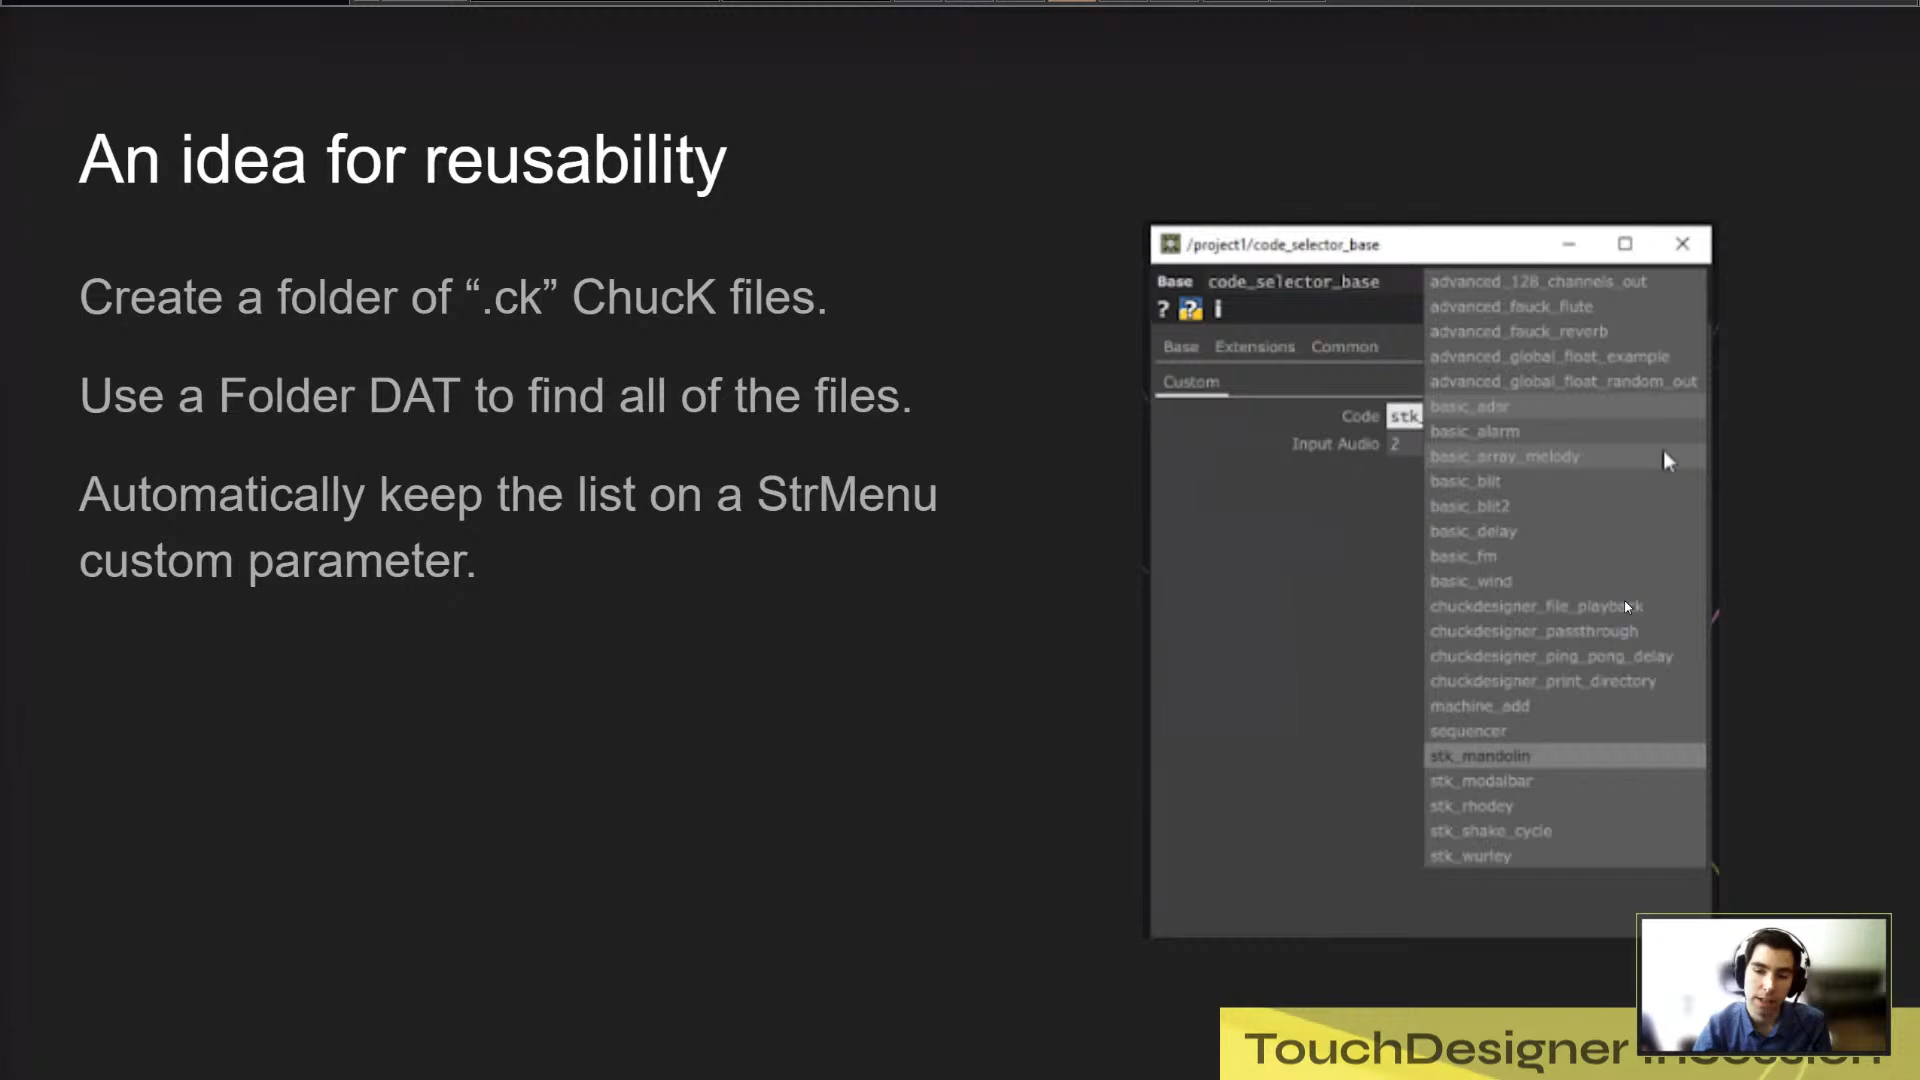 An idea for reusability
Create a folder of “.ck” ChucK files.
Use a Folder DAT to find all of the files.
Automatically keep the list on a StrMenu
custom parameter.
/project1/code_selector_base
Base code_selector_base
? ? i
Base Extensions Common
Custom
Code stk_
Input Audio 2
advanced_128_channels_out
advanced_fauck_flute
advanced_fauck_reverb
advanced_global_float_example
advanced_global_float_random_out
basic_adsr
basic_alarm
basic_array_melody
basic_blit
basic_blit2
basic_delay
basic_fm
basic_wind
chuckdesigner_file_playback
chuckdesigner_passthrough
chuckdesigner_ping_pong_delay
chuckdesigner_print_directory
machine_add
sequencer
stk_mandolin
stk_modalbar
stk_rhodey
stk_shake_cycle
stk_wurley
TouchDesigner